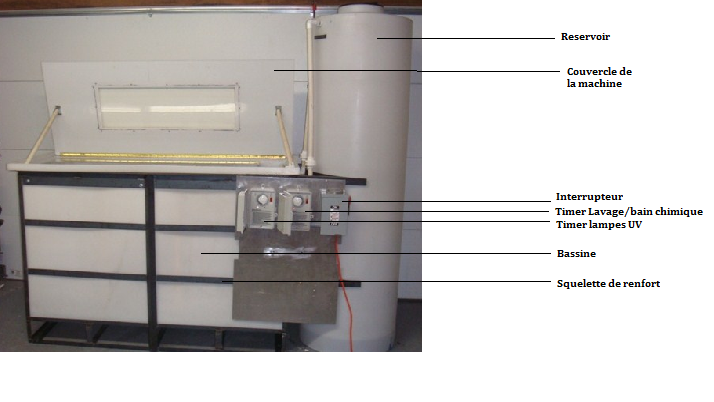 Reservoir
Couvercle de
la machine
Interrupteur
Timer Lavage/bain chimique
Timer lampes UV
Bassine
Squelette de renfort